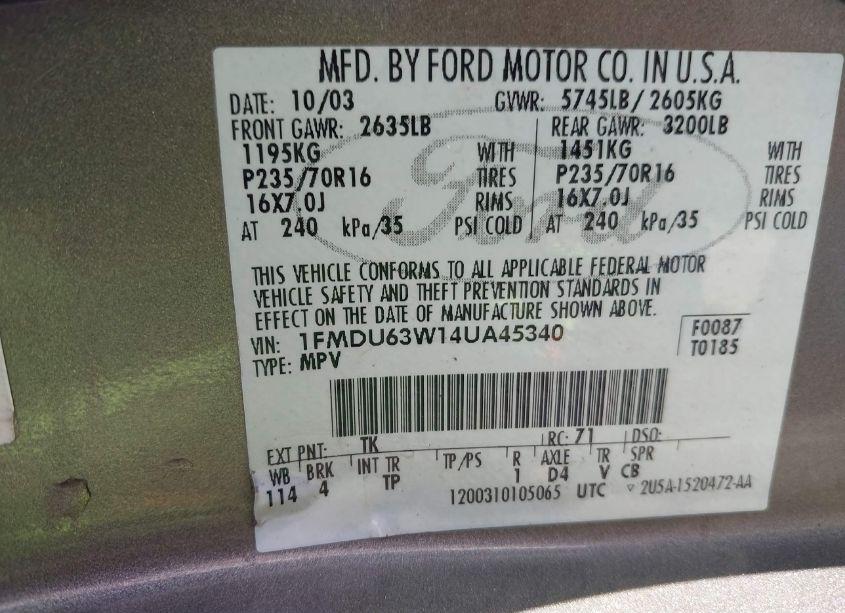 MFD. BY FORD MOTOR CO. IN U.S.A.
DATE: 10/03 GVWR: 5745LB/ 2605KG
FRONT GAWR: 2635LB REAR GAWR: 3200LB
1195KG WITH 1451KG WITH
P235/70R16 TIRES P235/70R16 TIRES
16X7.0J RIMS 16X7.0J RIMS
AT 240 kPa/35 PSI COLD AT 240 kPa/35 PSI COLD
Ford
THIS VEHICLE CONFORMS TO ALL APPLICABLE FEDERAL MOTOR
VEHICLE SAFETY AND THEFT PREVENTION STANDARDS IN
EFFECT ON THE DATE OF MANUFACTURE SHOWN ABOVE.
VIN: 1FMDU63W14UA45340 F0087
TYPE: MPV T0185
EXT PNT: TK RC: 71 DSO:
WB BRK INT TR TP/PS R AXLE TR SPR
114 4 TP 1 D4 V CB
1200310105065 UTC ▽ 2U5A-1520472-AA